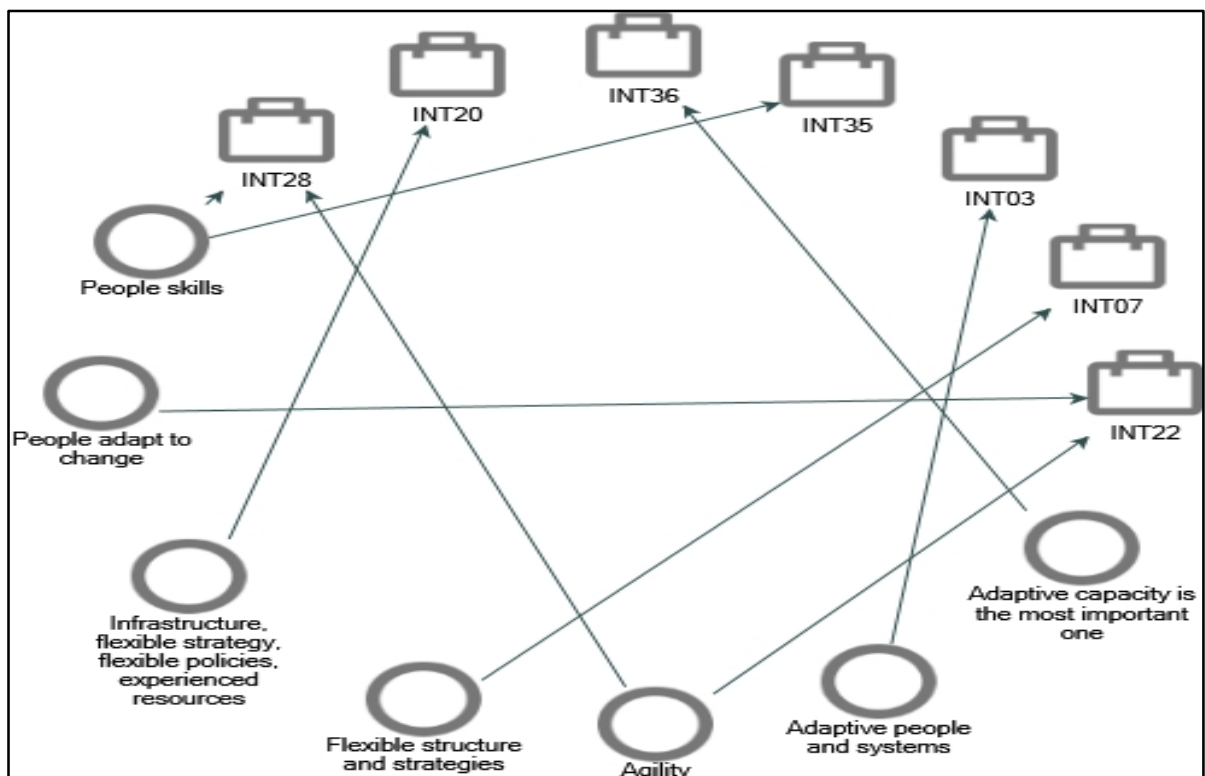 INT36
INT20
INT35
INT28
INT03
People skills
INT07
People adapt to
change
INT22
Infrastructure,
flexible strategy,
flexible policies,
experienced
resources
Adaptive capacity is
the most important
one
Flexible structure
and strategies
Agility
Adaptive people
and systems